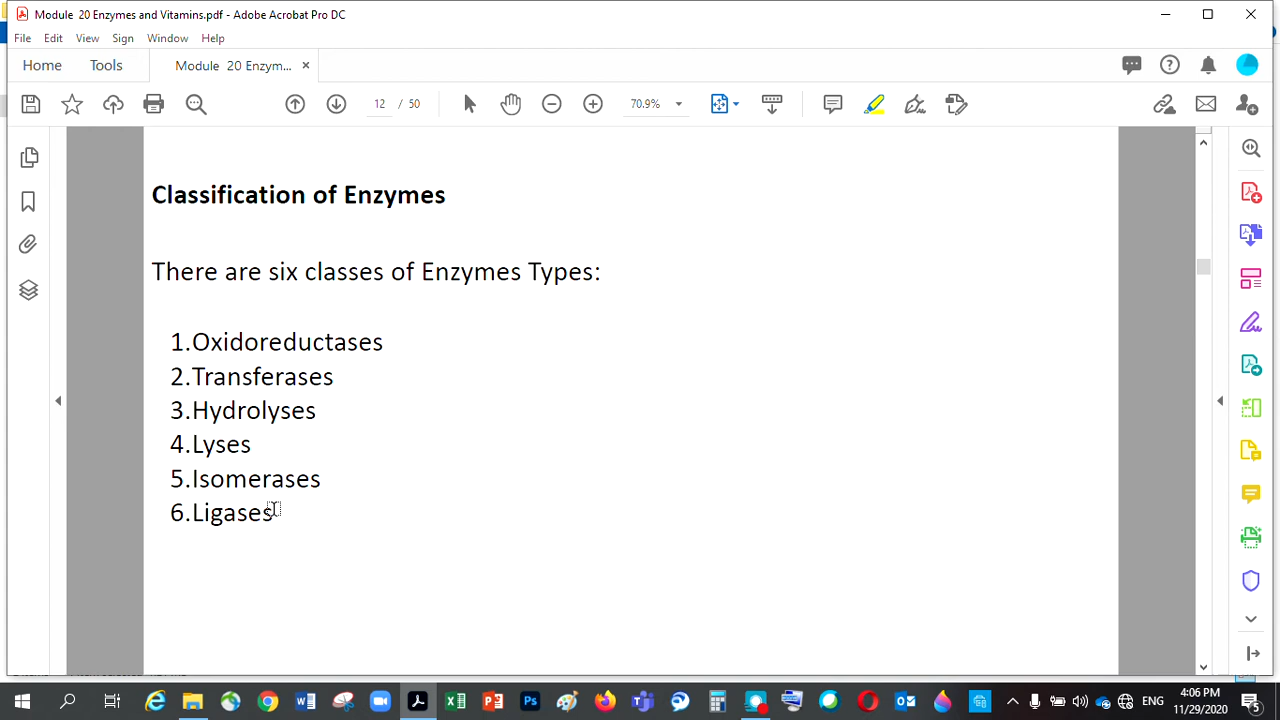 Module 20 Enzymes and Vitamins.pdf - Adobe Acrobat Pro DC
File Edit View Sign Window Help
Home Tools Module 20 Enzym... ×
12 / 50 70.9%
Classification of Enzymes
There are six classes of Enzymes Types:
1.Oxidoreductases
2.Transferases
3.Hydrolyses
4.Lyses
5.Isomerases
6.Ligases
ENG 4:06 PM
11/29/2020 5